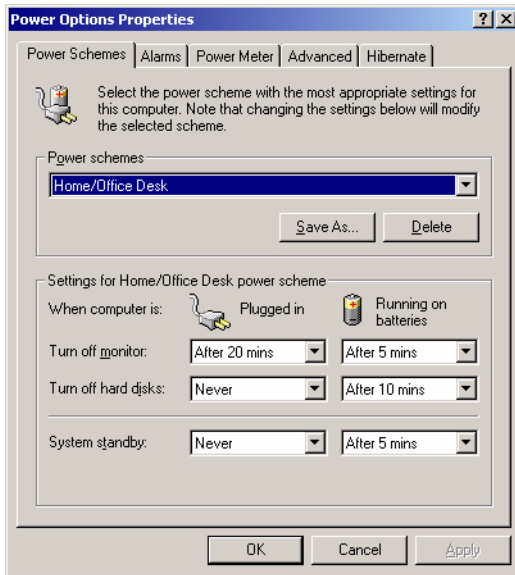 Power Options Properties
Power Schemes Alarms Power Meter Advanced Hibernate
Select the power scheme with the most appropriate settings for
this computer. Note that changing the settings below will modify
the selected scheme.
Power schemes
Home/Office Desk
Save As... Delete
Settings for Home/Office Desk power scheme
When computer is: Plugged in Running on
batteries
Turn off monitor: After 20 mins After 5 mins
Turn off hard disks: Never After 10 mins
System standby: Never After 5 mins
OK Cancel Apply